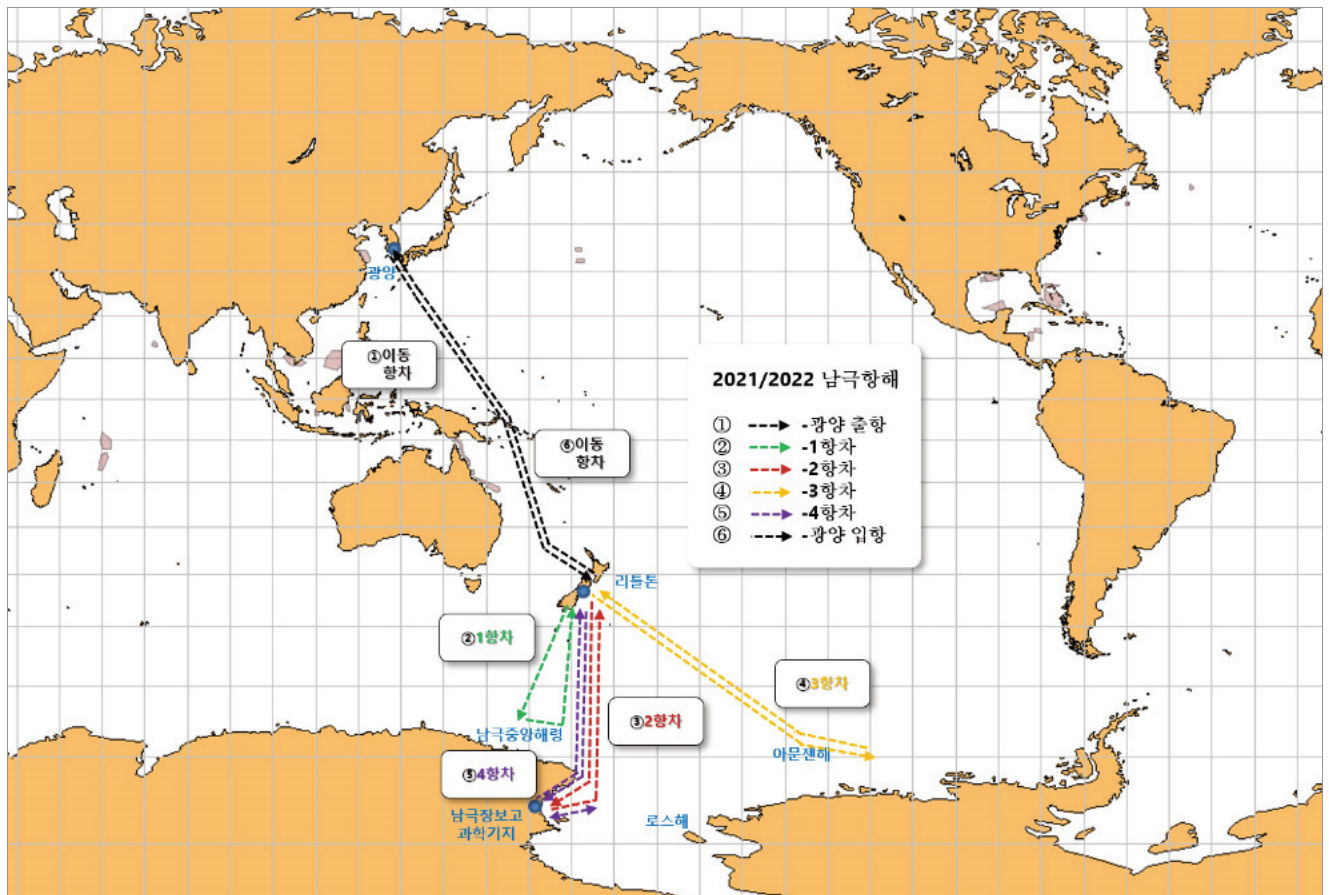 광양
①이동
항차
⑥이동
항차
2021/2022 남극항해
① -광양 출항
② -1항차
③ -2항차
④ -3항차
⑤ -4항차
⑥ -광양 입항
리틀톤
②1항차
④3항차
③2항차
남극중앙해령
아문젠해
⑤4항차
남극장보고
과학기지
로스해